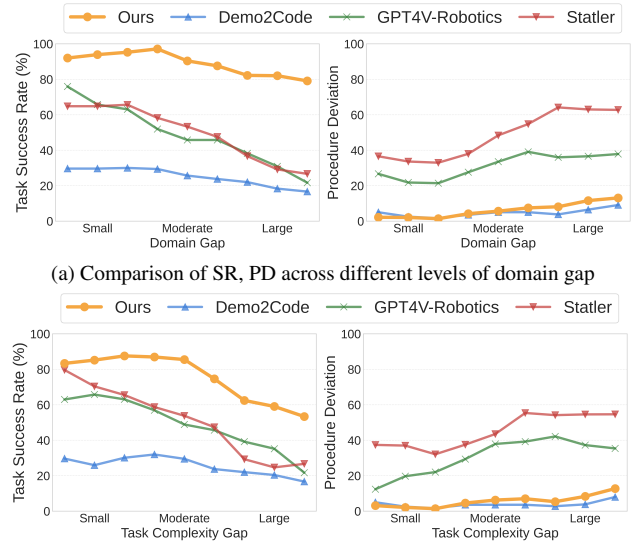 Ours Demo2Code GPT4V-Robotics Statler
Task Success Rate (%)
100
80
60
40
20
0
Small Moderate Large
Domain Gap
Procedure Deviation
100
80
60
40
20
0
Small Moderate Large
Domain Gap
(a) Comparison of SR, PD across different levels of domain gap
Ours Demo2Code GPT4V-Robotics Statler
Task Success Rate (%)
100
80
60
40
20
0
Small Moderate Large
Task Complexity Gap
Procedure Deviation
100
80
60
40
20
0
Small Moderate Large
Task Complexity Gap